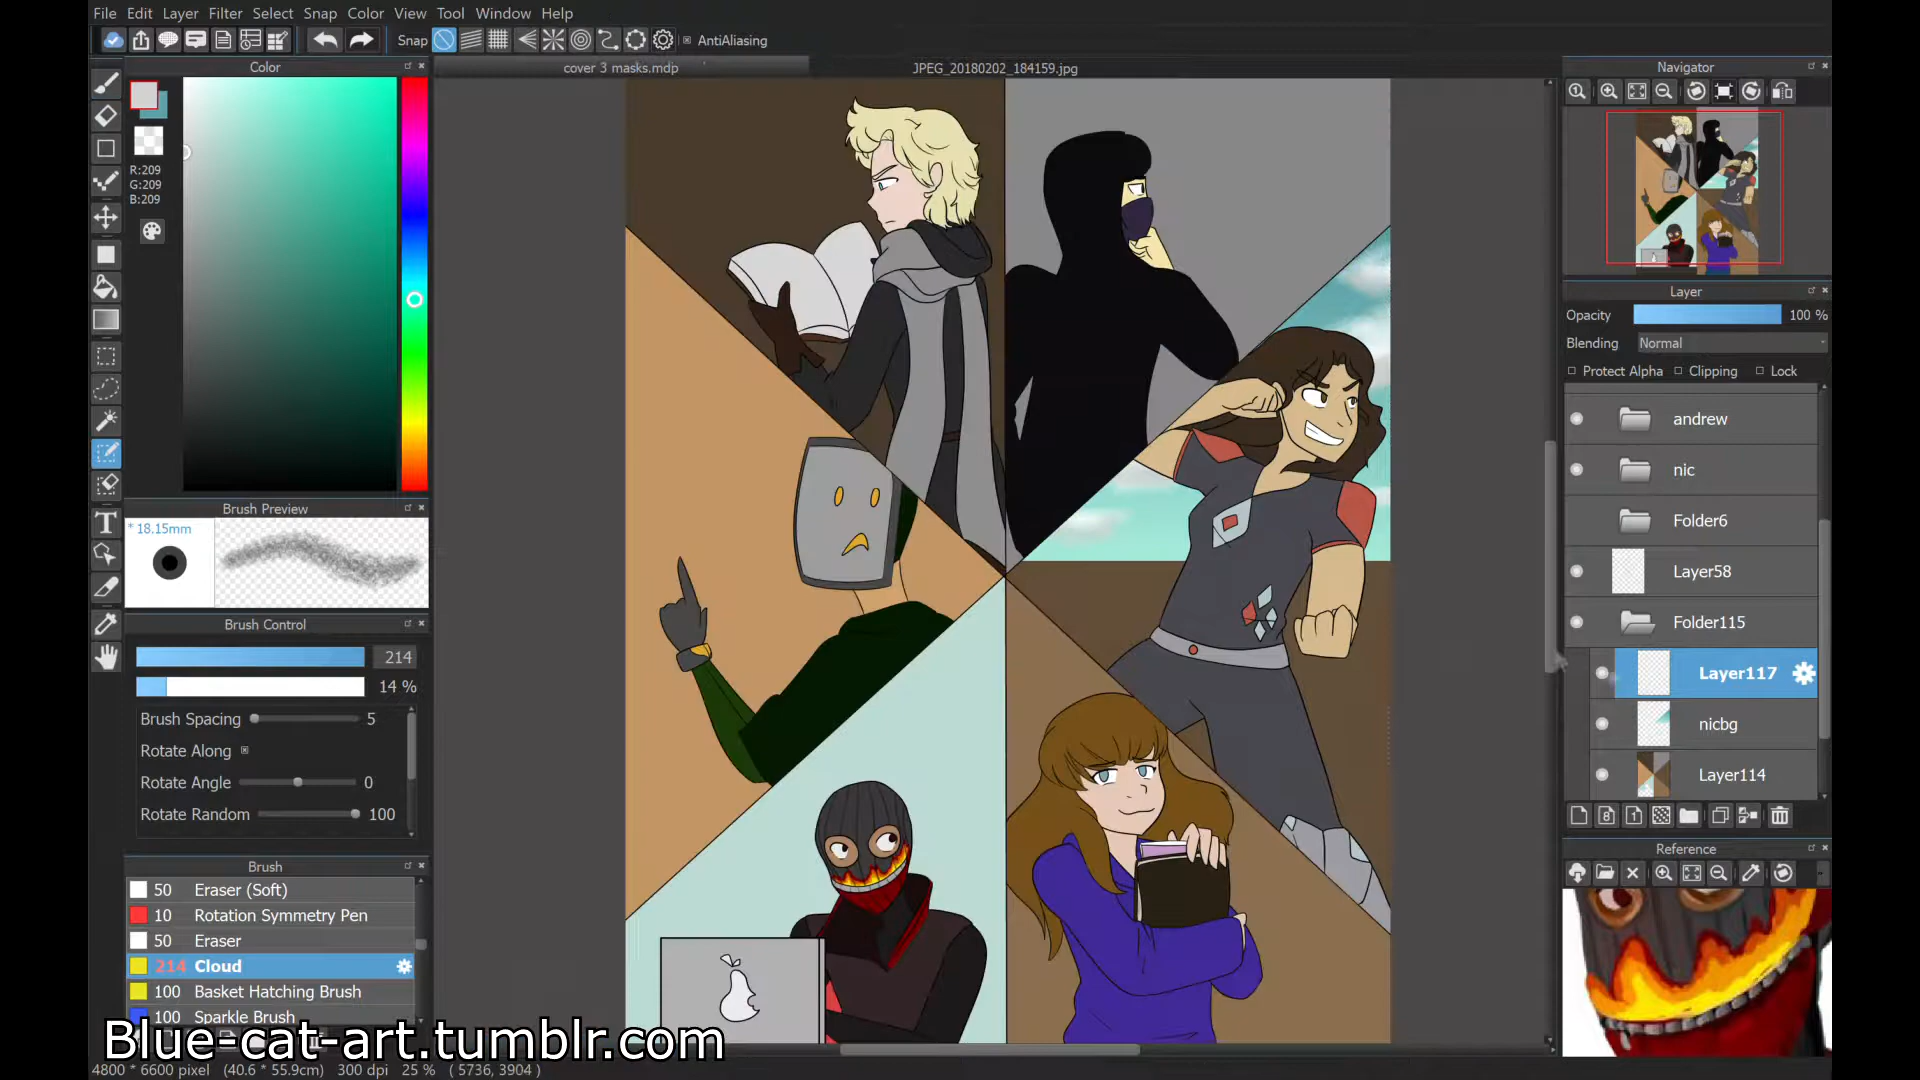 File Edit Layer Filter Select Snap Color View Tool Window Help
Snap AntiAliasing
Color
cover 3 masks.mdp
JPEG_20180202_184159.jpg
Navigator
R:209
G:209
B:209
Layer
Opacity 100 %
Blending Normal
Protect Alpha Clipping Lock
andrew
nic
Folder6
Layer58
Folder115
Layer117
nicbg
Layer114
Brush Preview
* 18.15mm
Brush Control
214
14 %
Brush Spacing 5
Rotate Along
Rotate Angle 0
Rotate Random 100
Reference
Brush
50 Eraser (Soft)
10 Rotation Symmetry Pen
50 Eraser
214 Cloud
100 Basket Hatching Brush
100 Sparkle Brush
Blue-cat-art.tumblr.com
4800 * 6600 pixel (40.6 * 55.9cm) 300 dpi 25 % ( 5736, 3904 )